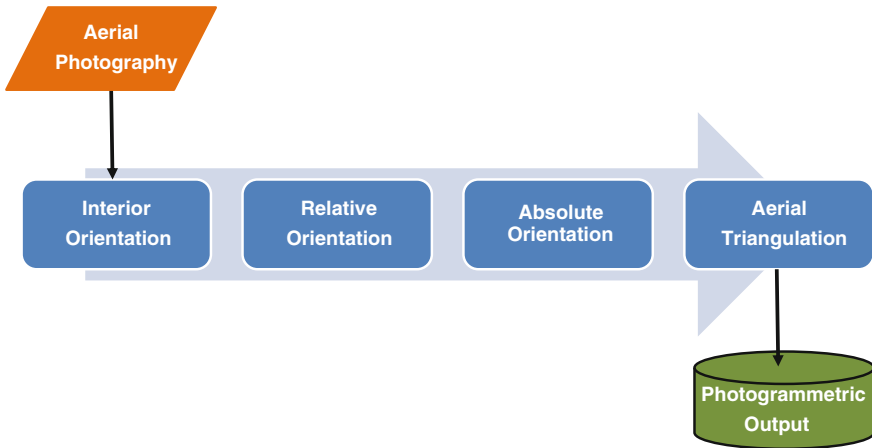 Aerial
Photography
Interior
Orientation
Relative
Orientation
Absolute
Orientation
Aerial
Triangulation
Photogrammetric
Output